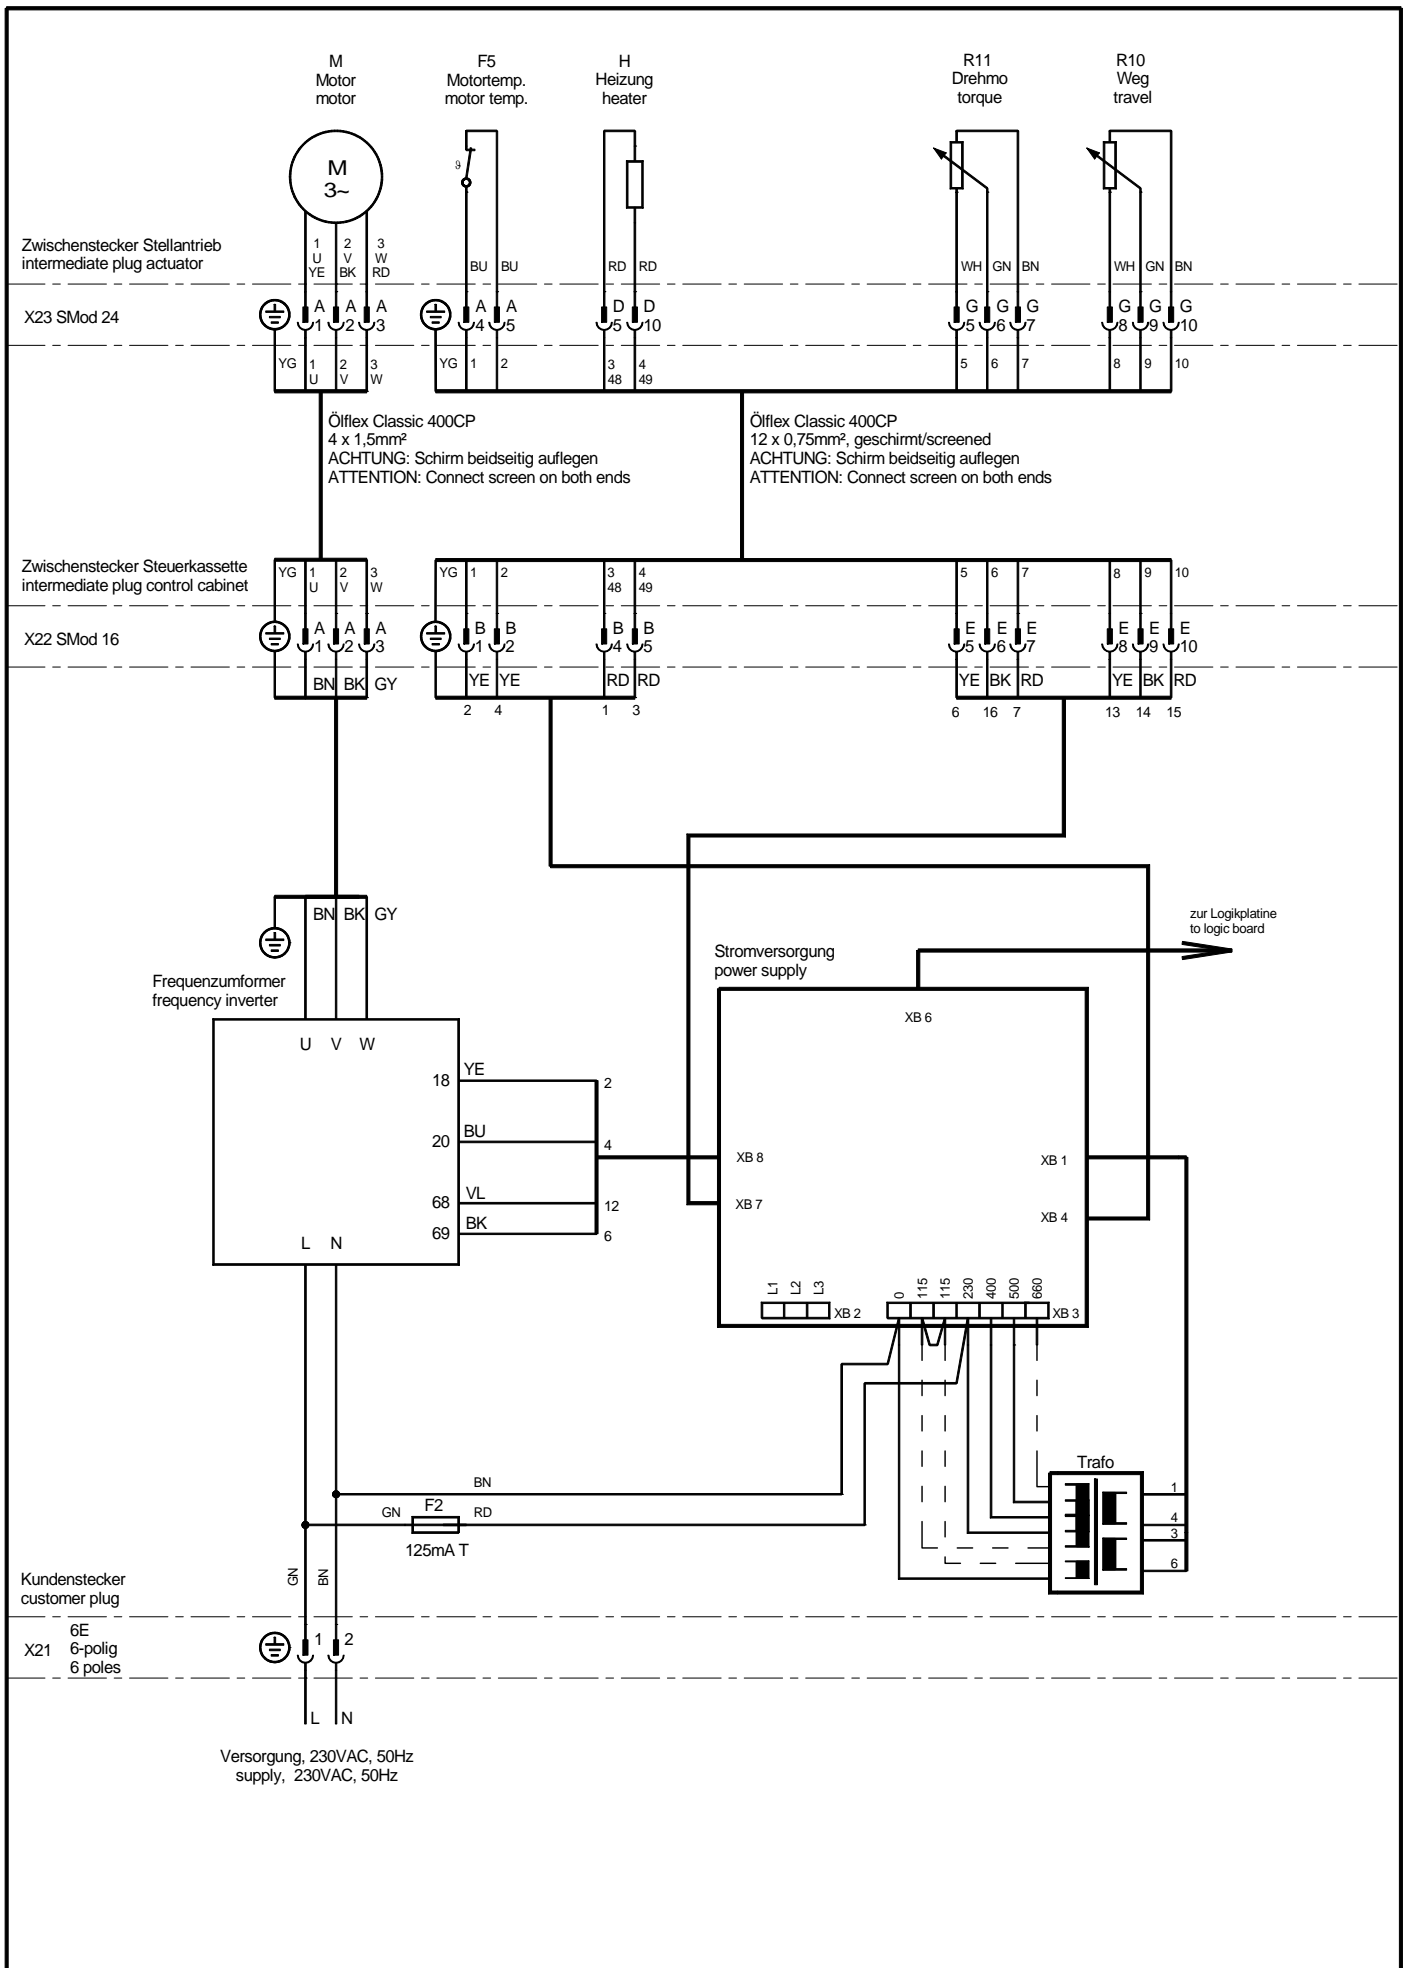 M
Motor
motor
F5
Motortemp.
motor temp.
H
Heizung
heater
R11
Drehmo
torque
R10
Weg
travel
M
3~
ϑ
Zwischenstecker Stellantrieb
intermediate plug actuator
1 2 3
U V W
YE BK RD
BU BU
RD RD
WH GN BN
WH GN BN
X23 SMod 24
A A A
1 2 3
A A
4 5
D D
5 10
G G G
5 6 7
G G G
8 9 10
YG 1 2 3
U V W
YG 1 2
3 4
48 49
5 6 7
8 9 10
Ölflex Classic 400CP
4 x 1,5mm²
ACHTUNG: Schirm beidseitig auflegen
ATTENTION: Connect screen on both ends
Ölflex Classic 400CP
12 x 0,75mm², geschirmt/screened
ACHTUNG: Schirm beidseitig auflegen
ATTENTION: Connect screen on both ends
Zwischenstecker Steuerkassette
intermediate plug control cabinet
YG 1 2 3
U V W
YG 1 2
3 4
48 49
5 6 7
8 9 10
X22 SMod 16
A A A
1 2 3
B B
1 2
B B
4 5
E E E
5 6 7
E E E
8 9 10
BN BK GY
YE YE
RD RD
YE BK RD
YE BK RD
2 4
1 3
6 16 7
13 14 15
BN BK GY
zur Logikplatine
to logic board
Stromversorgung
power supply
Frequenzumformer
frequency inverter
XB 6
U V W
18 YE 2
20 BU 4
68 VL 12
69 BK 6
XB 8
XB 7
XB 1
XB 4
L N
L1 L2 L3
XB 2
0 115 115 230 400 500 660
XB 3
Trafo
1
4
3
6
BN
GN F2 RD
125mA T
GN BN
Kundenstecker
customer plug
X21
6E
6-polig
6 poles
1 2
L N
Versorgung, 230VAC, 50Hz
supply, 230VAC, 50Hz